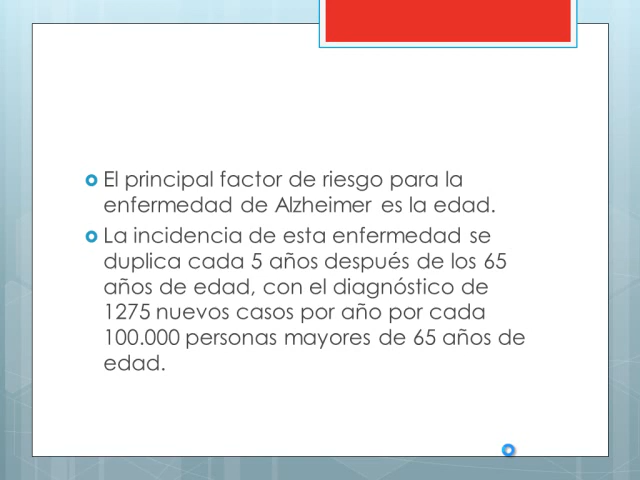 El principal factor de riesgo para la
enfermedad de Alzheimer es la edad.
La incidencia de esta enfermedad se
duplica cada 5 años después de los 65
años de edad, con el diagnóstico de
1275 nuevos casos por año por cada
100.000 personas mayores de 65 años de
edad.